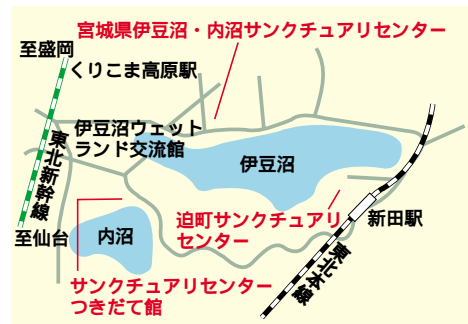 宮城県伊豆沼・内沼サンクチュアリセンター
至盛岡
くりこま高原駅
伊豆沼ウェット
ランド交流館
伊豆沼
東北新幹線
迫町サンクチュアリ
センター
新田駅
至仙台
内沼
東北本線
サンクチュアリセンター
つきだて館